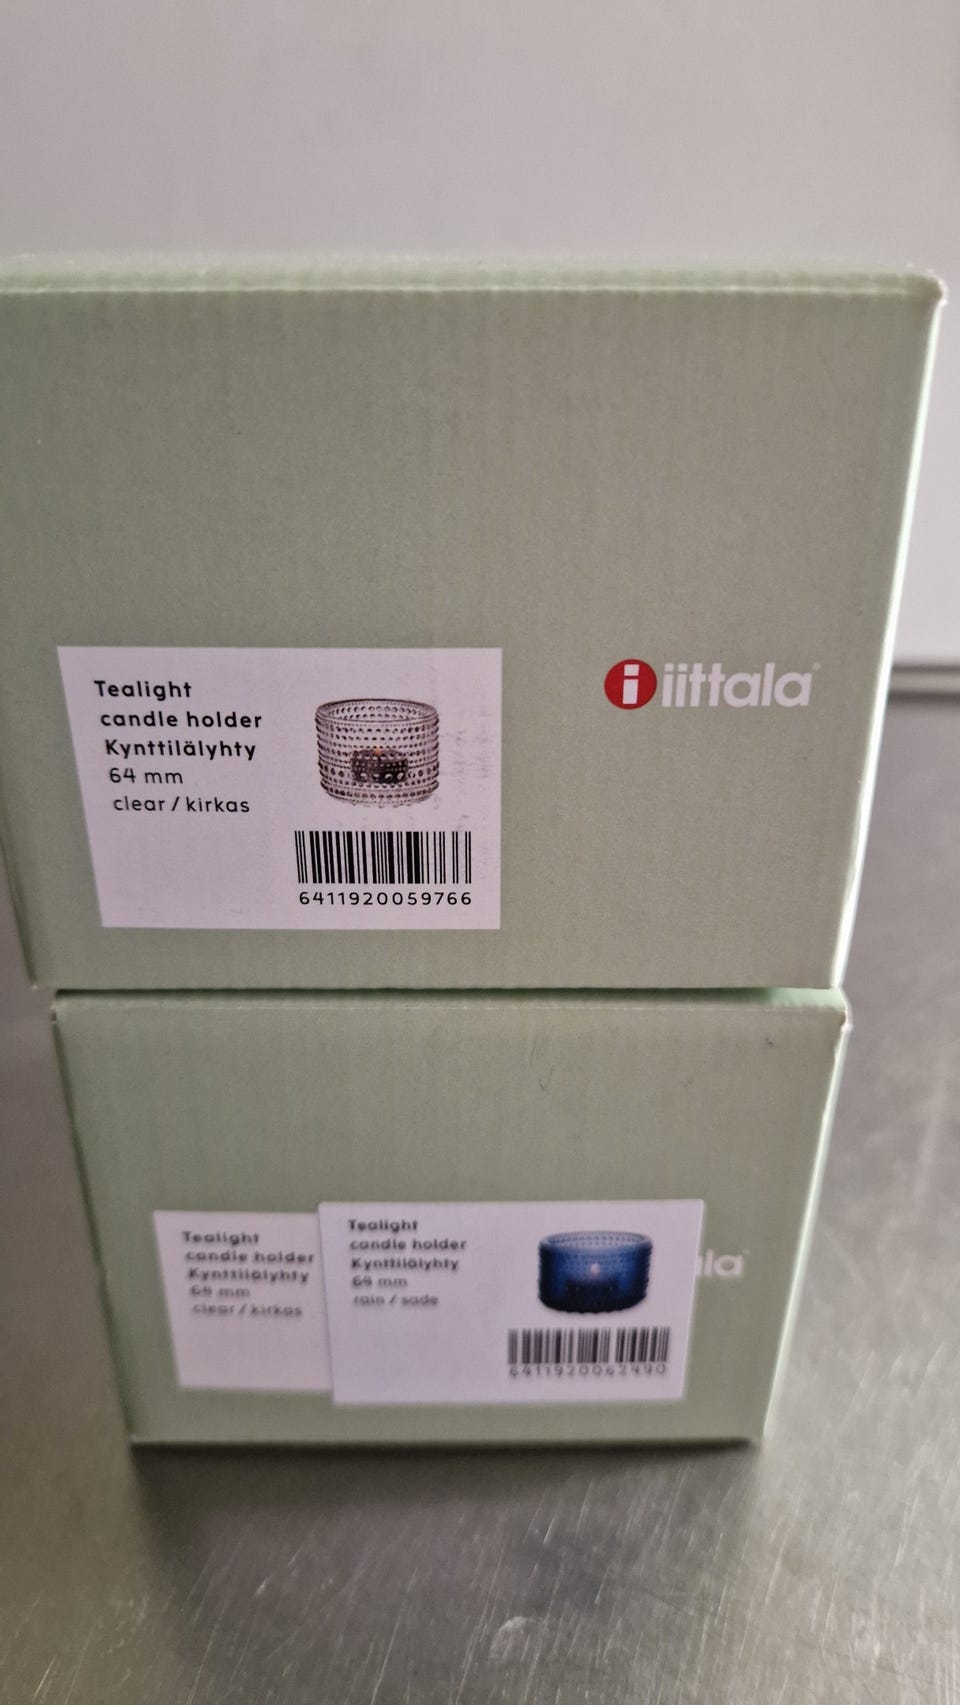 Tealight
candle holder
Kynttilälyhty
64 mm
clear / kirkas
6411920059766
iittala
Tealight
candle holder
Kynttilälyhty
64 mm
clear / kirkas
Tealight
candle holder
Kynttilälyhty
64 mm
rain / sade
6411920062490
ala